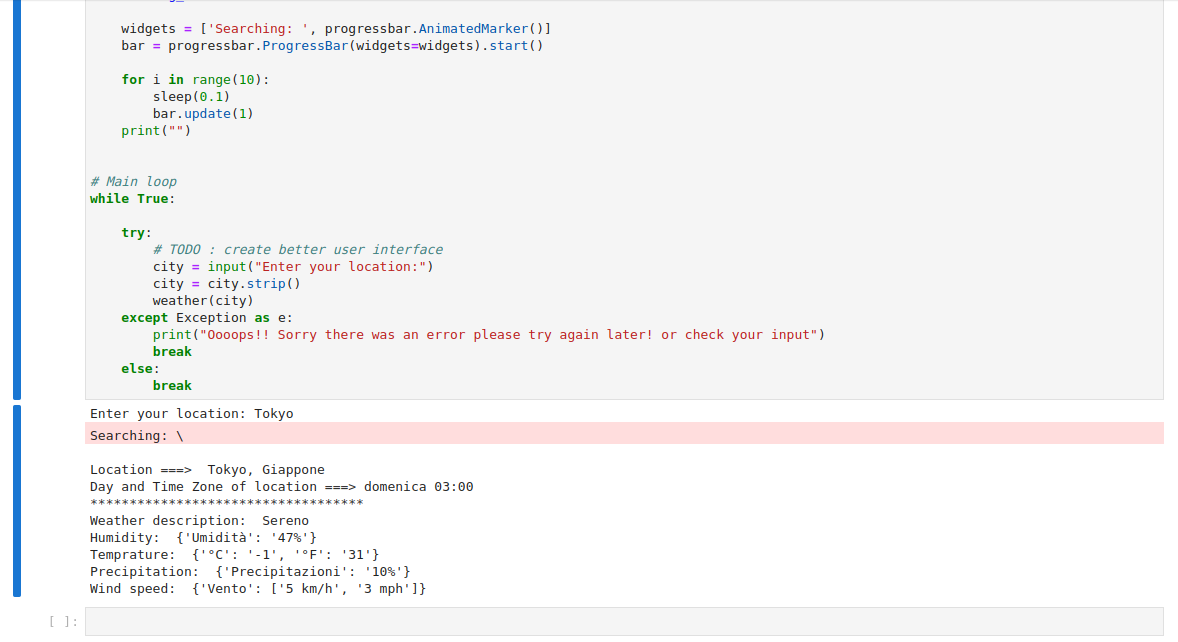 widgets = ['Searching: ', progressbar.AnimatedMarker()]
    bar = progressbar.ProgressBar(widgets=widgets).start()

    for i in range(10):
        sleep(0.1)
        bar.update(1)
    print("")


# Main loop
while True:

    try:
        # TODO : create better user interface
        city = input("Enter your location:")
        city = city.strip()
        weather(city)
    except Exception as e:
        print("Oooops!! Sorry there was an error please try again later! or check your input")
        break
    else:
        break
Enter your location: Tokyo
Searching: \

Location ===>  Tokyo, Giappone
Day and Time Zone of location ===> domenica 03:00
***********************************
Weather description:  Sereno
Humidity:  {'Umidità': '47%'}
Temprature:  {'°C': '-1', '°F': '31'}
Precipitation:  {'Precipitazioni': '10%'}
Wind speed:  {'Vento': ['5 km/h', '3 mph']}
[ ]: